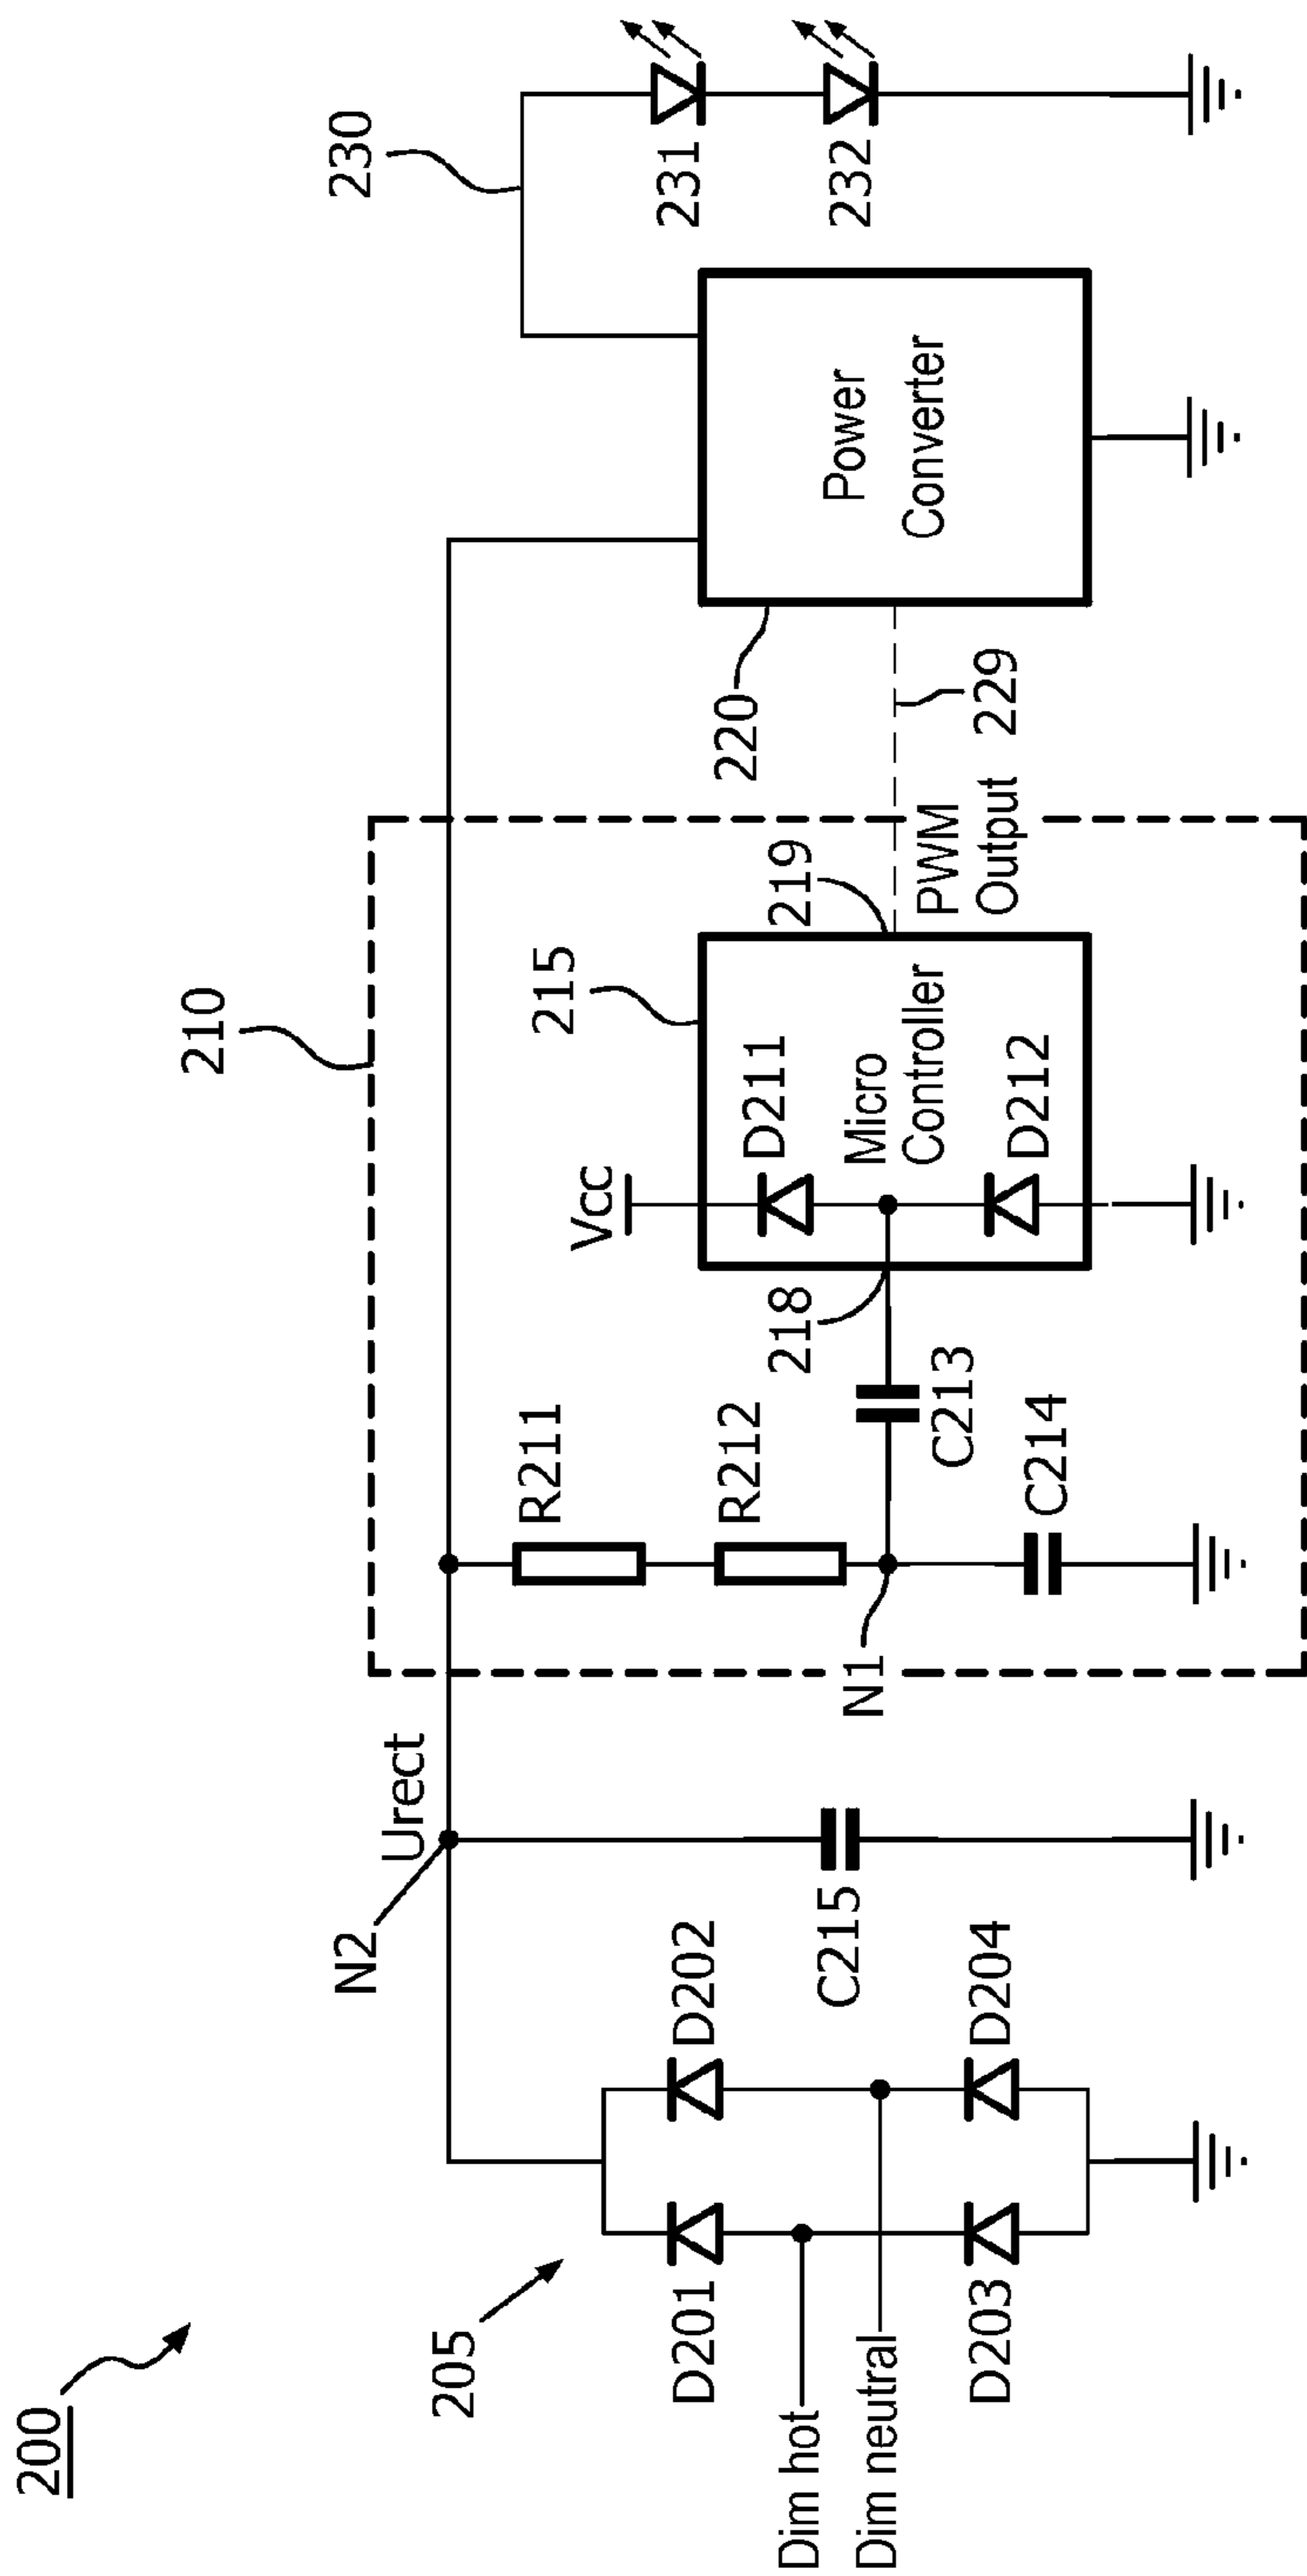 200
205
D201
D202
D203
D204
Dim hot
Dim neutral
N2
Urect
C215
210
R211
R212
N1
C213
C214
218
Vcc
215
D211
Micro
Controller
D212
219
PWM
Output
229
220
Power
Converter
230
231
232